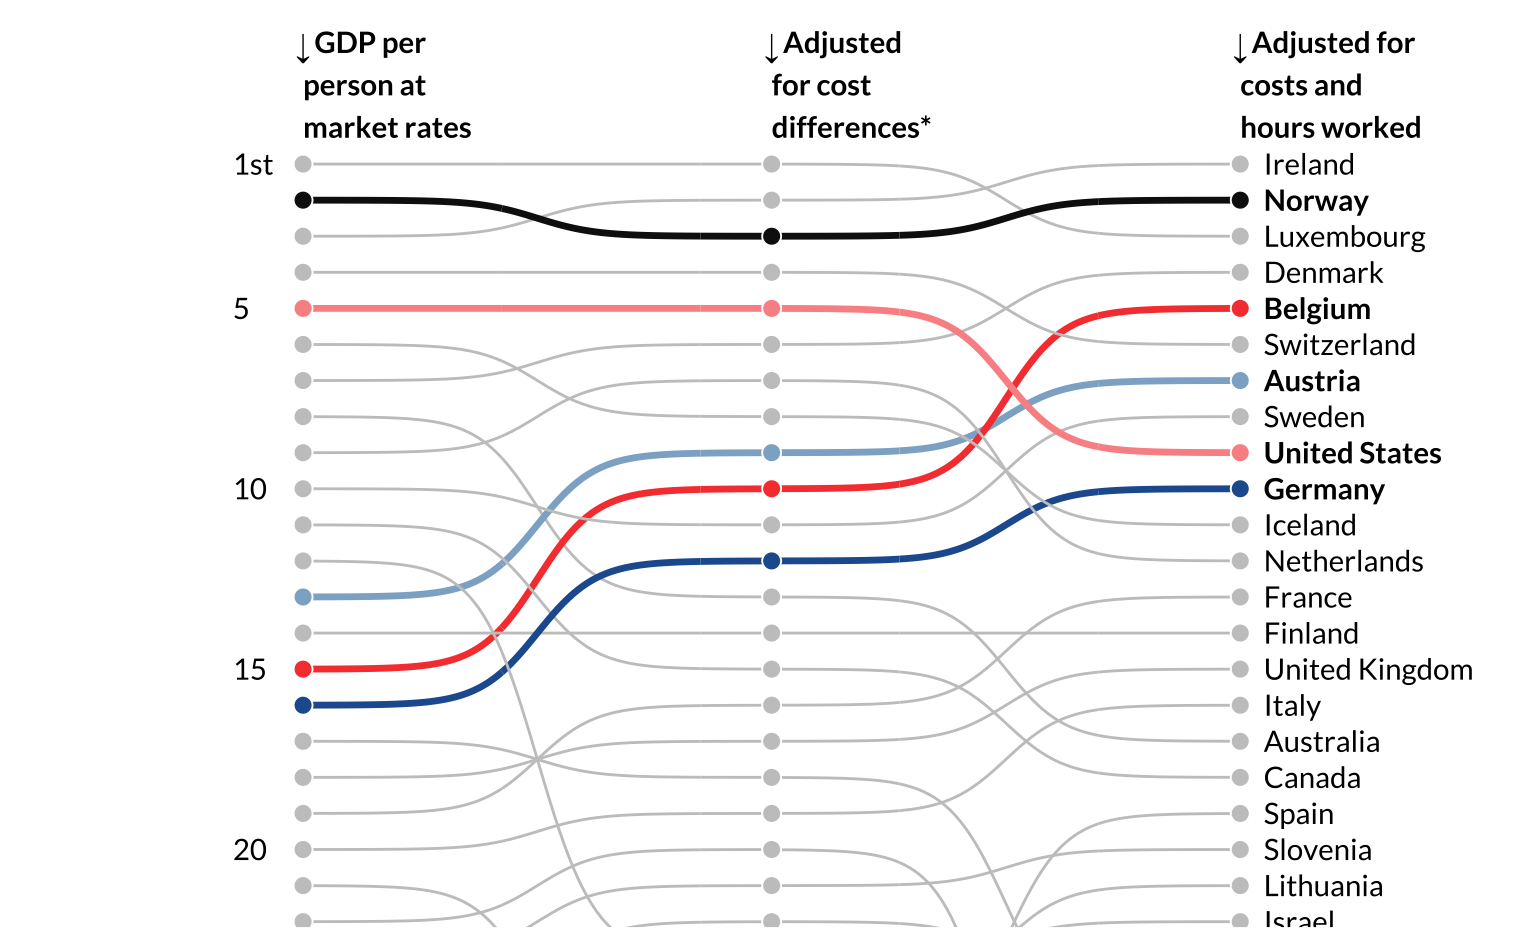 ↓ GDP per
person at
market rates
↓ Adjusted
for cost
differences*
↓ Adjusted for
costs and
hours worked
1st
5
10
15
20
Ireland
Norway
Luxembourg
Denmark
Belgium
Switzerland
Austria
Sweden
United States
Germany
Iceland
Netherlands
France
Finland
United Kingdom
Italy
Australia
Canada
Spain
Slovenia
Lithuania
Israel